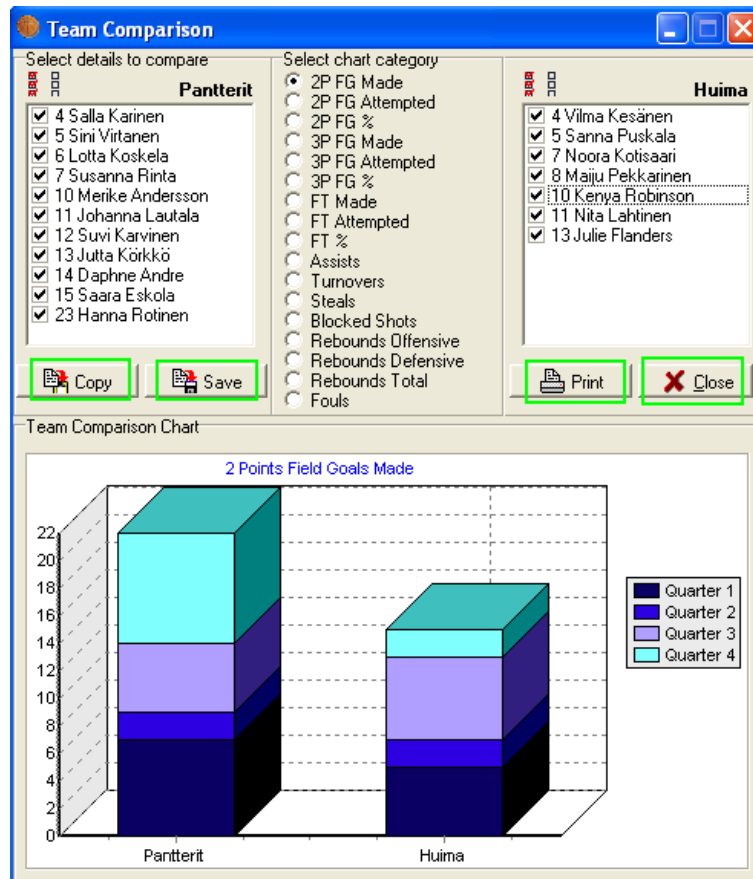 Team Comparison
Select details to compare
Pantterit
4 Salla Karinen
5 Sini Virtanen
6 Lotta Koskela
7 Susanna Rinta
10 Merike Andersson
11 Johanna Lautala
12 Suvi Karvinen
13 Jutta Körkkö
14 Daphne Andre
15 Saara Eskola
23 Hanna Rotinen
Copy
Save
Select chart category
2P FG Made
2P FG Attempted
2P FG %
3P FG Made
3P FG Attempted
3P FG %
FT Made
FT Attempted
FT %
Assists
Turnovers
Steals
Blocked Shots
Rebounds Offensive
Rebounds Defensive
Rebounds Total
Fouls
Huima
4 Vilma Kesänen
5 Sanna Puskala
7 Noora Kotisaari
8 Maiju Pekkarinen
10 Kenya Robinson
11 Nita Lahtinen
13 Julie Flanders
Print
Close
Team Comparison Chart
2 Points Field Goals Made
22
20
18
16
14
12
10
8
6
4
2
0
Pantterit
Huima
Quarter 1
Quarter 2
Quarter 3
Quarter 4